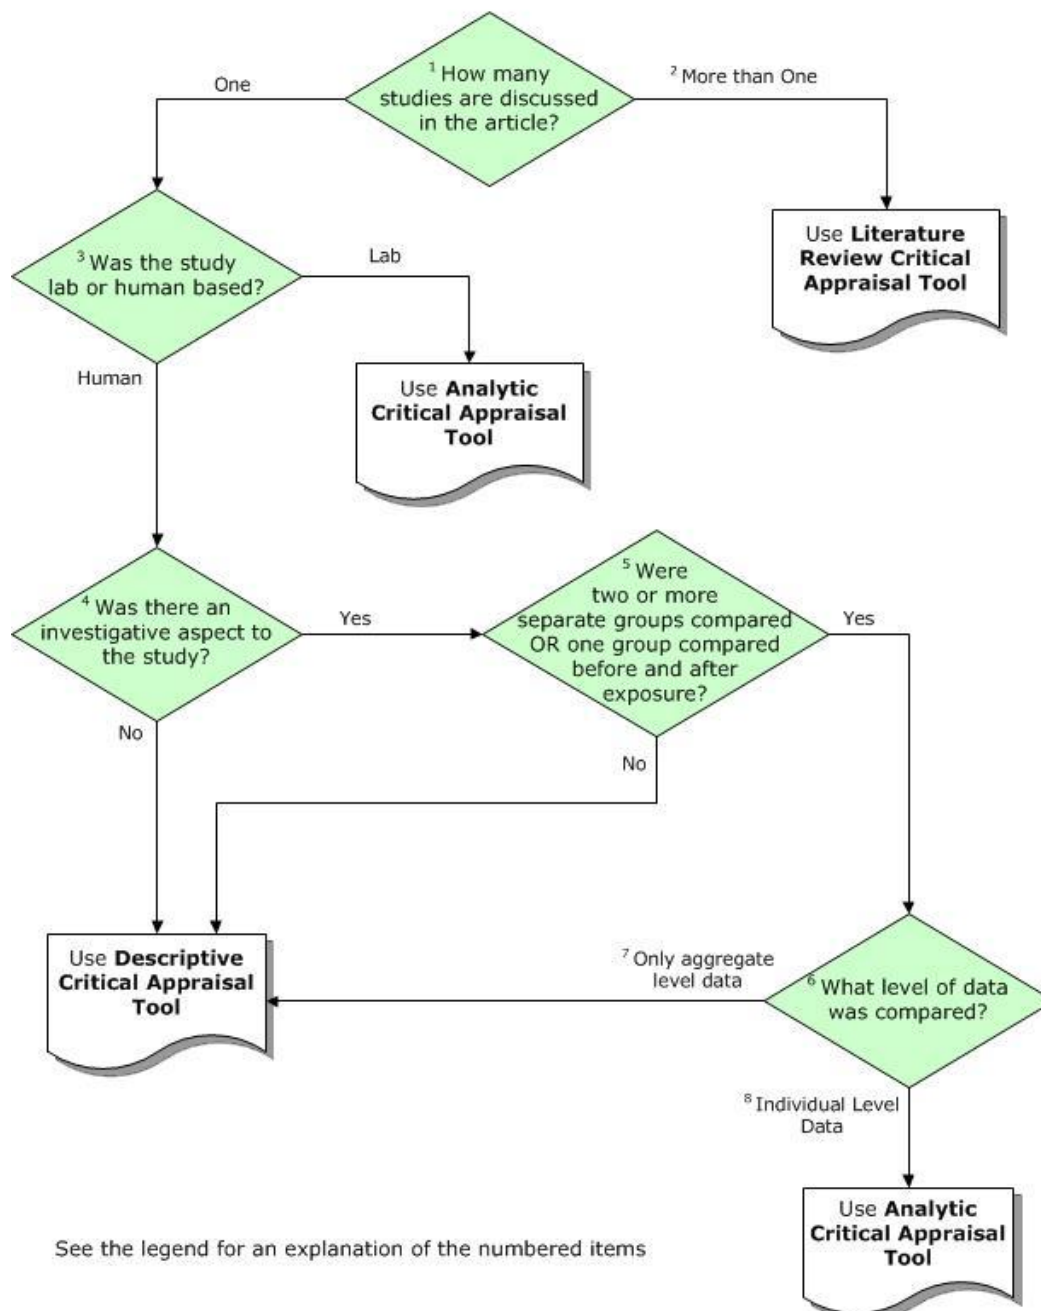 ¹ How many
studies are discussed
in the article?
One
² More than One
Use Literature
Review Critical
Appraisal Tool
³ Was the study
lab or human based?
Lab
Human
Use Analytic
Critical Appraisal
Tool
⁴ Was there an
investigative aspect to
the study?
Yes
No
⁵ Were
two or more
separate groups compared
OR one group compared
before and after
exposure?
Yes
No
Use Descriptive
Critical Appraisal
Tool
⁷ Only aggregate
level data
⁶ What level of data
was compared?
⁸ Individual Level
Data
Use Analytic
Critical Appraisal
Tool
See the legend for an explanation of the numbered items